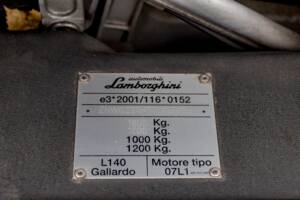 automobili
Lamborghini
e3*2001/116*0152
Kg.
Kg.
1000 Kg.
1200 Kg.
L140 Motore tipo
Gallardo 07L1